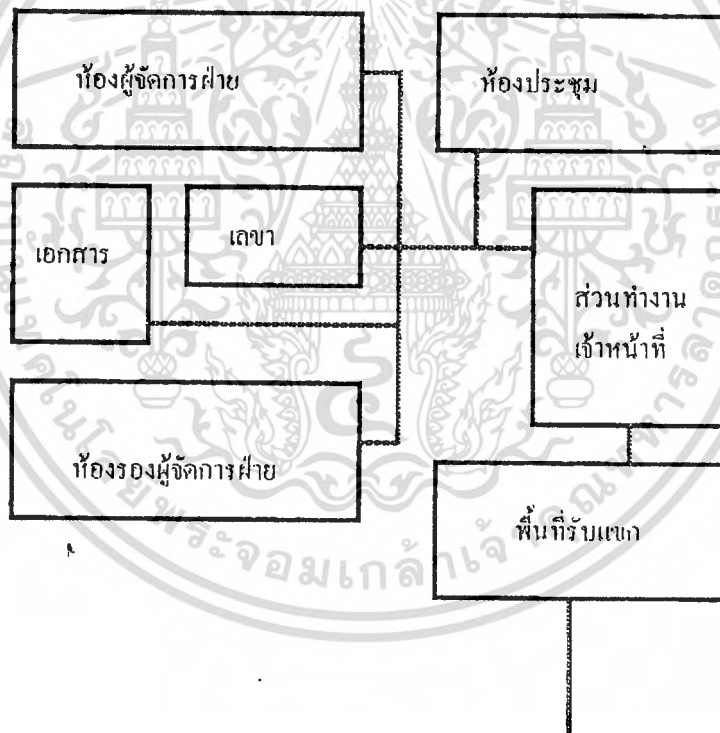 ห้องผู้จัดการฝ่าย
ห้องประชุม
เอกสาร
เลขา
ส่วนทำงาน
เจ้าหน้าที่
ห้องรองผู้จัดการฝ่าย
พื้นที่รับแขก